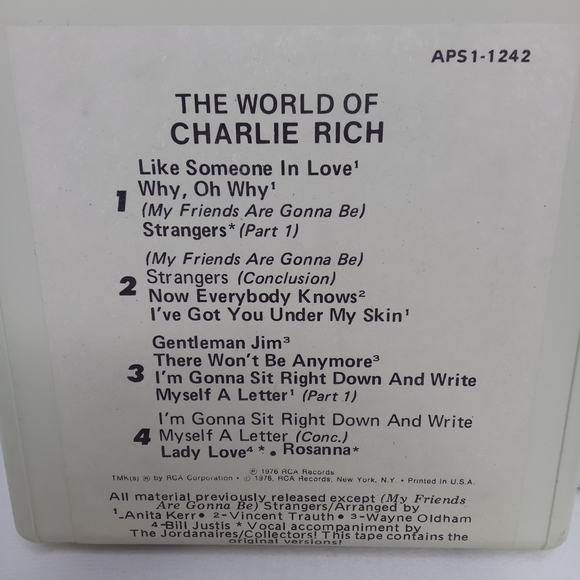 APS1-1242
THE WORLD OF
CHARLIE RICH
1
Like Someone In Love¹
Why, Oh Why¹
(My Friends Are Gonna Be)
Strangers* (Part 1)
2
(My Friends Are Gonna Be)
Strangers (Conclusion)
Now Everybody Knows²
I've Got You Under My Skin¹
3
Gentleman Jim³
There Won't Be Anymore³
I'm Gonna Sit Right Down And Write
Myself A Letter¹ (Part 1)
4
I'm Gonna Sit Right Down And Write
Myself A Letter (Conc.)
Lady Love⁴* • Rosanna*
℗ 1976 RCA Records
TMK(s) ® by RCA Corporation • © 1976, RCA Records, New York, N.Y. • Printed in U.S.A.
All material previously released except (My Friends
Are Gonna Be) Strangers/Arranged by
1-Anita Kerr • 2-Vincent Trauth • 3-Wayne Oldham
4-Bill Justis * Vocal accompaniment by
The Jordanaires/Collectors! This tape contains the
original versions!